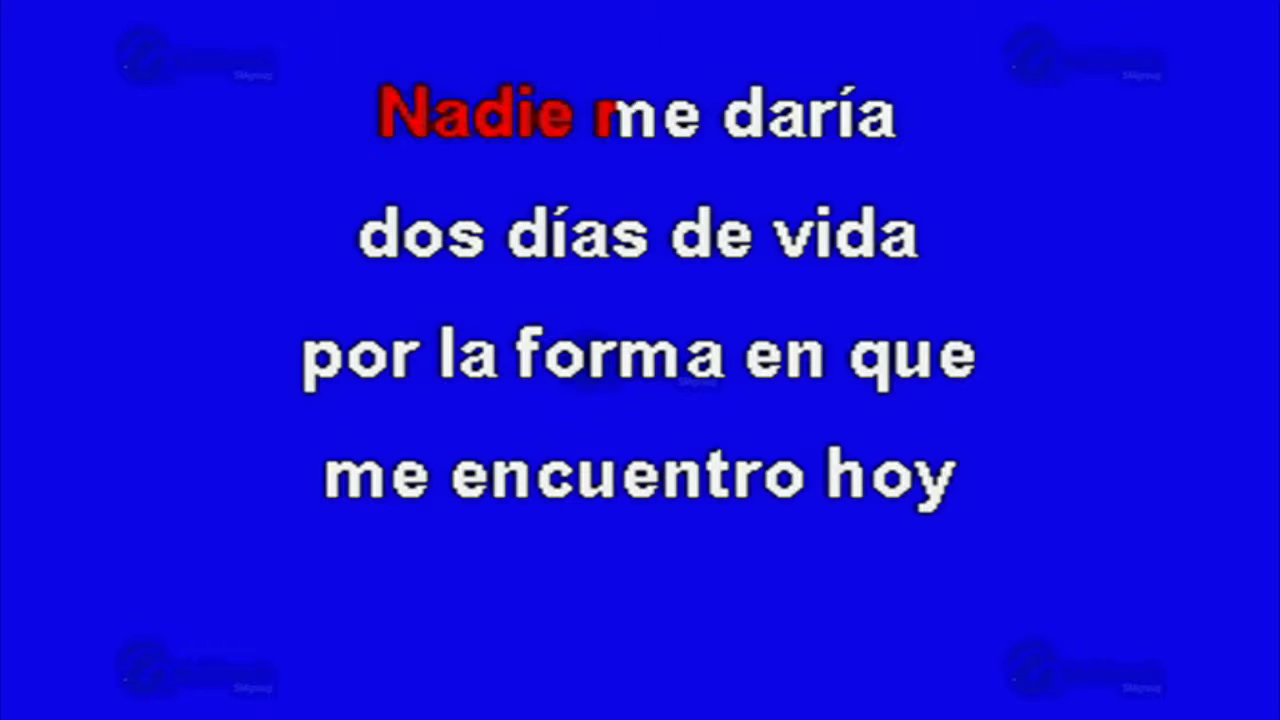 Nadie me daría
dos días de vida
por la forma en que
me encuentro hoy